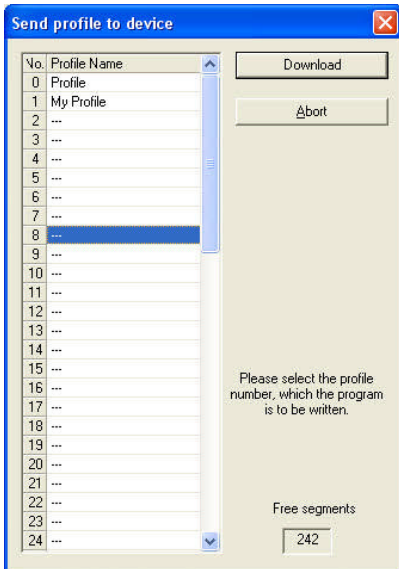 Send profile to device
No. Profile Name
0 Profile
1 My Profile
2 ---
3 ---
4 ---
5 ---
6 ---
7 ---
8 ---
9 ---
10 ---
11 ---
12 ---
13 ---
14 ---
15 ---
16 ---
17 ---
18 ---
19 ---
20 ---
21 ---
22 ---
23 ---
24 ---
Download
Abort
Please select the profile
number, which the program
is to be written.
Free segments
242